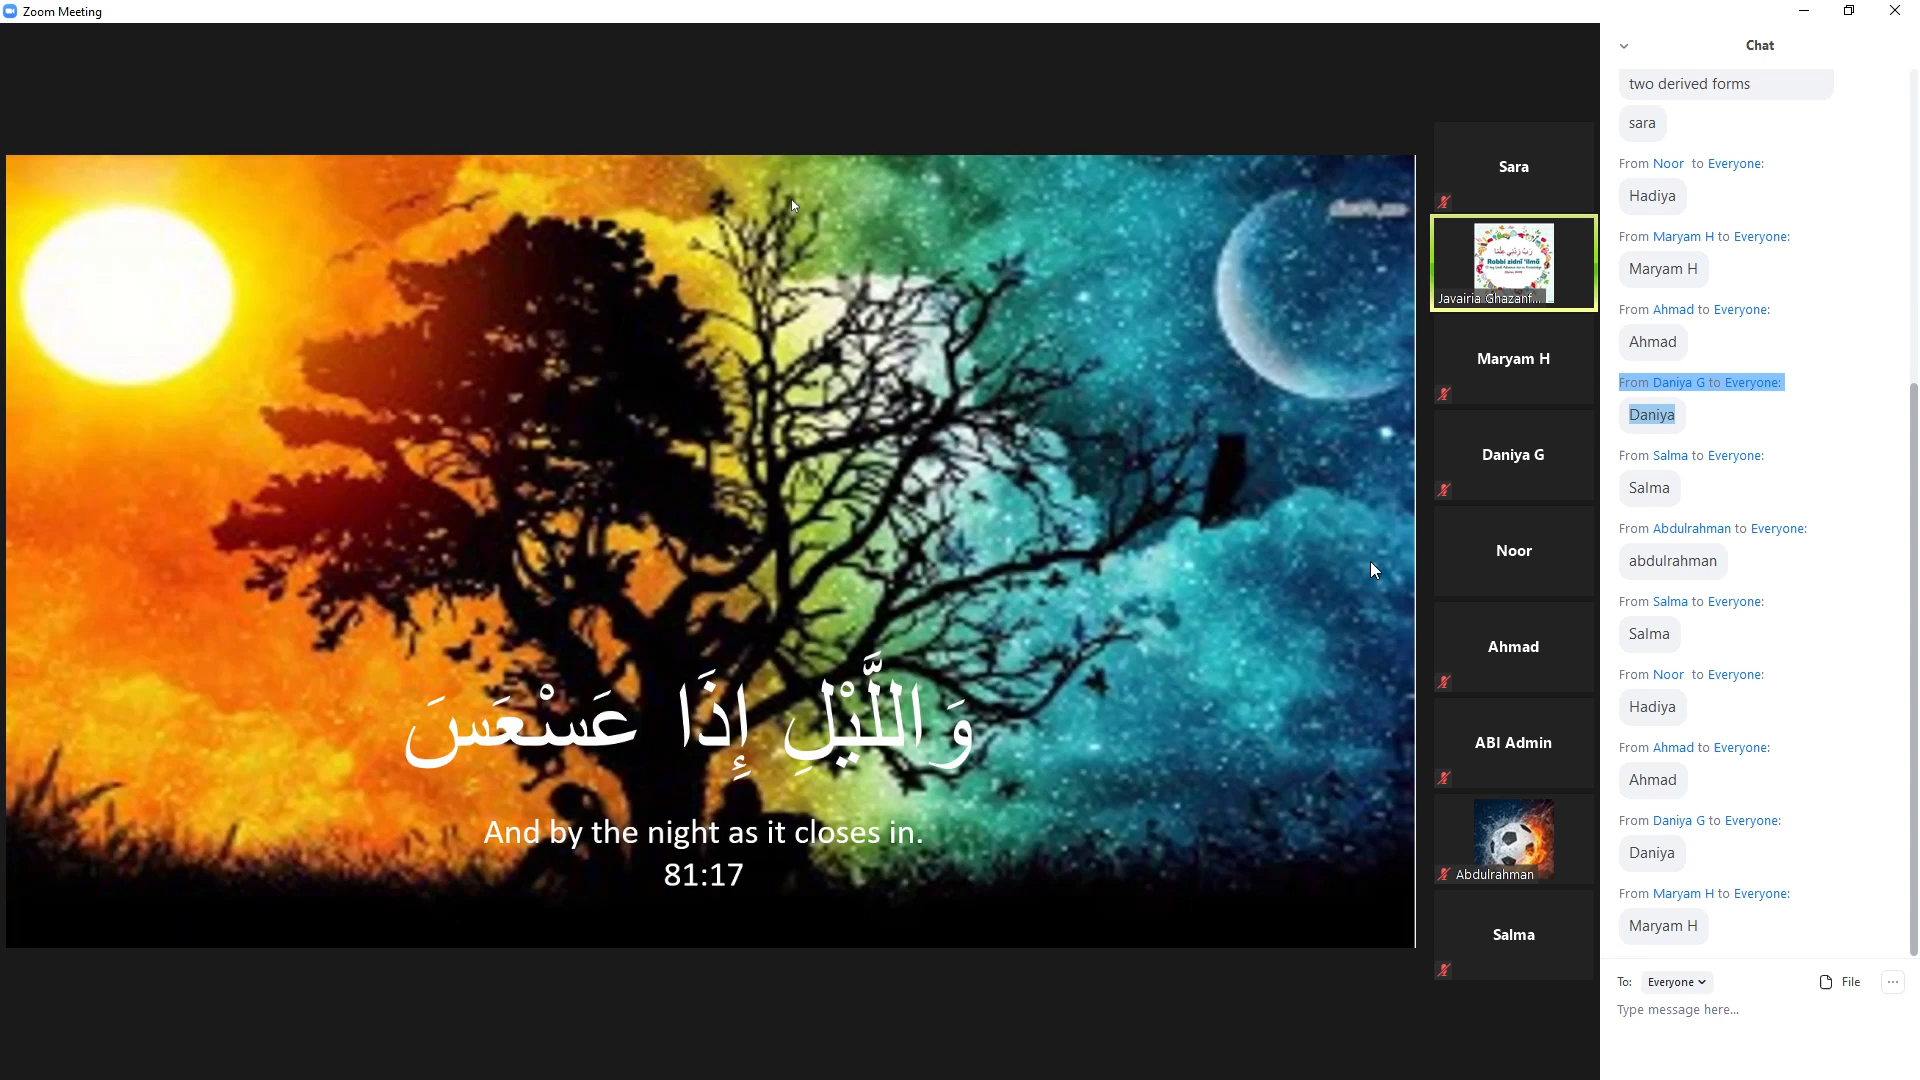 Zoom Meeting
وَاللَّيْلِ إِذَا عَسْعَسَ
And by the night as it closes in.
81:17
Sara
رَبِّ زِدْنِي عِلْمًا
Rabbi zidnī 'ilmā
Javairia Ghazanf...
Maryam H
Daniya G
Noor
Ahmad
ABI Admin
Abdulrahman
Salma
Chat
two derived forms
sara
From Noor to Everyone:
Hadiya
From Maryam H to Everyone:
Maryam H
From Ahmad to Everyone:
Ahmad
From Daniya G to Everyone:
Daniya
From Salma to Everyone:
Salma
From Abdulrahman to Everyone:
abdulrahman
From Salma to Everyone:
Salma
From Noor to Everyone:
Hadiya
From Ahmad to Everyone:
Ahmad
From Daniya G to Everyone:
Daniya
From Maryam H to Everyone:
Maryam H
To: Everyone File
Type message here...